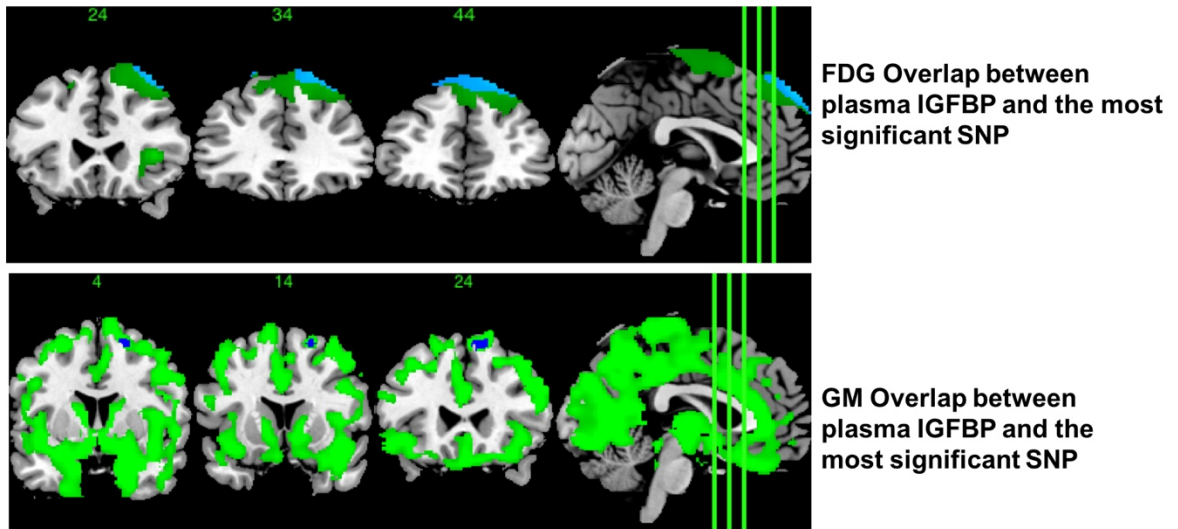 24 34 44
FDG Overlap between
plasma IGFBP and the most
significant SNP
4 14 24
GM Overlap between
plasma IGFBP and the
most significant SNP